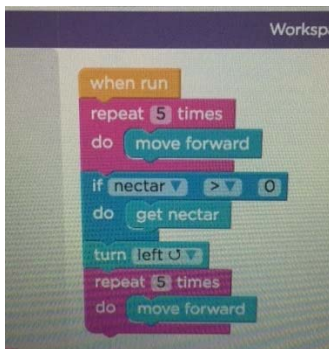 Workspa
when run
repeat 5 times
do move forward
if nectar > 0
do get nectar
turn left ↺
repeat 5 times
do move forward